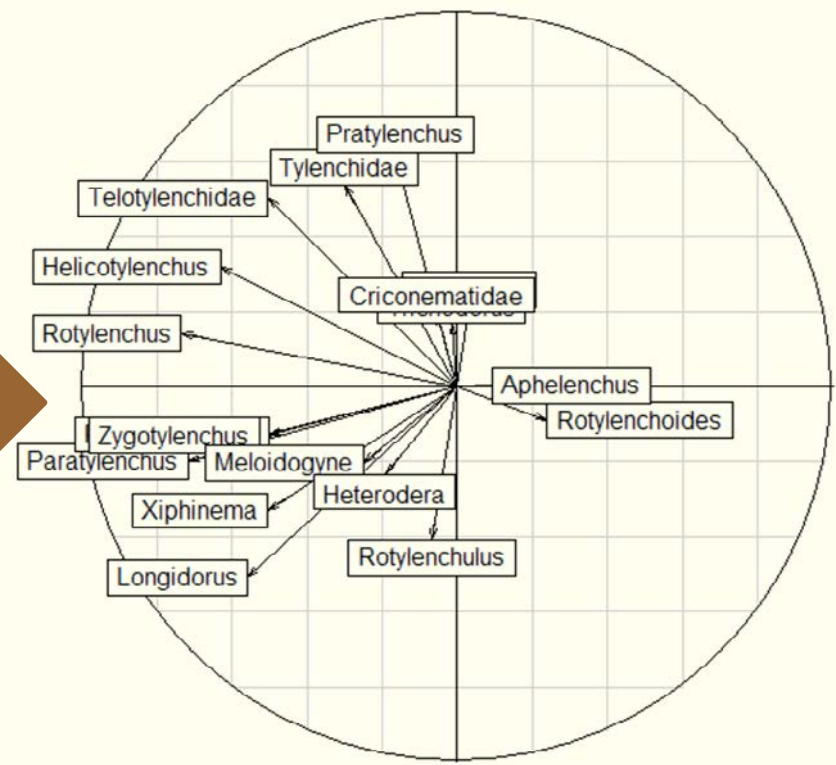 Pratylenchus
Tylenchidae
Telotylenchidae
Helicotylenchus
Criconematidae
Rotylenchus
Aphelenchus
Rotylenchoides
Zygotylenchus
Paratylenchus
Meloidogyne
Heterodera
Xiphinema
Rotylenchulus
Longidorus